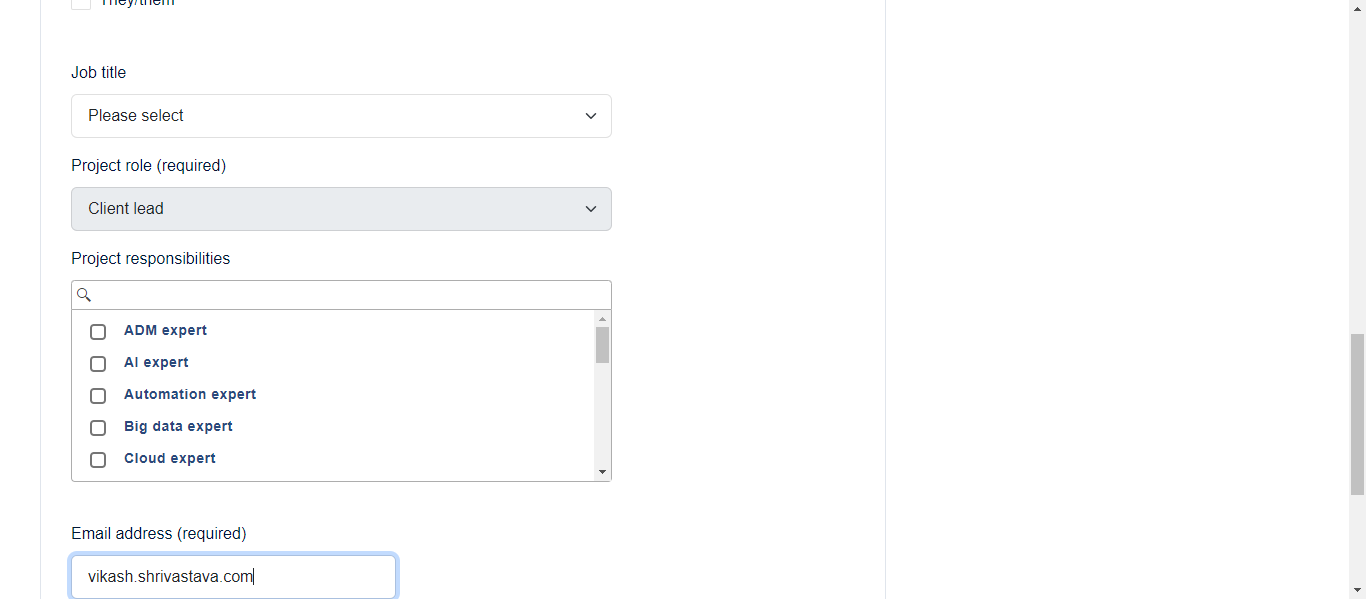 They/them
Job title
Please select
Project role (required)
Client lead
Project responsibilities
ADM expert
AI expert
Automation expert
Big data expert
Cloud expert
Email address (required)
vikash.shrivastava.com